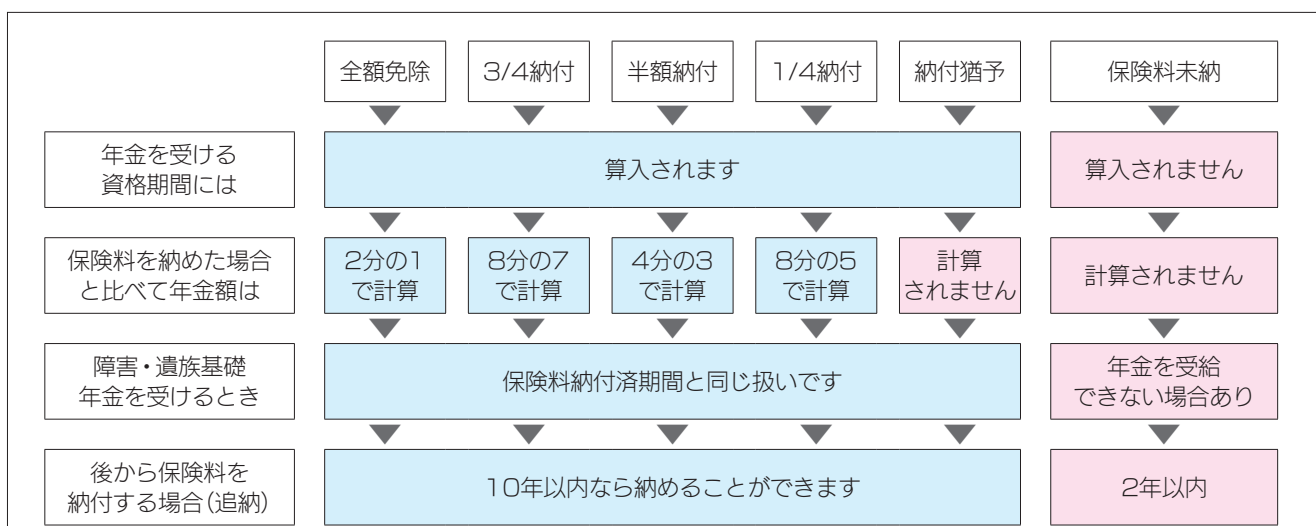 全額免除
3/4納付
半額納付
1/4納付
納付猶予
保険料未納
年金を受ける
資格期間には
算入されます
算入されません
保険料を納めた場合
と比べて年金額は
2分の1
で計算
8分の7
で計算
4分の3
で計算
8分の5
で計算
計算
されません
計算されません
障害・遺族基礎
年金を受けるとき
保険料納付済期間と同じ扱いです
年金を受給
できない場合あり
後から保険料を
納付する場合(追納)
10年以内なら納めることができます
2年以内